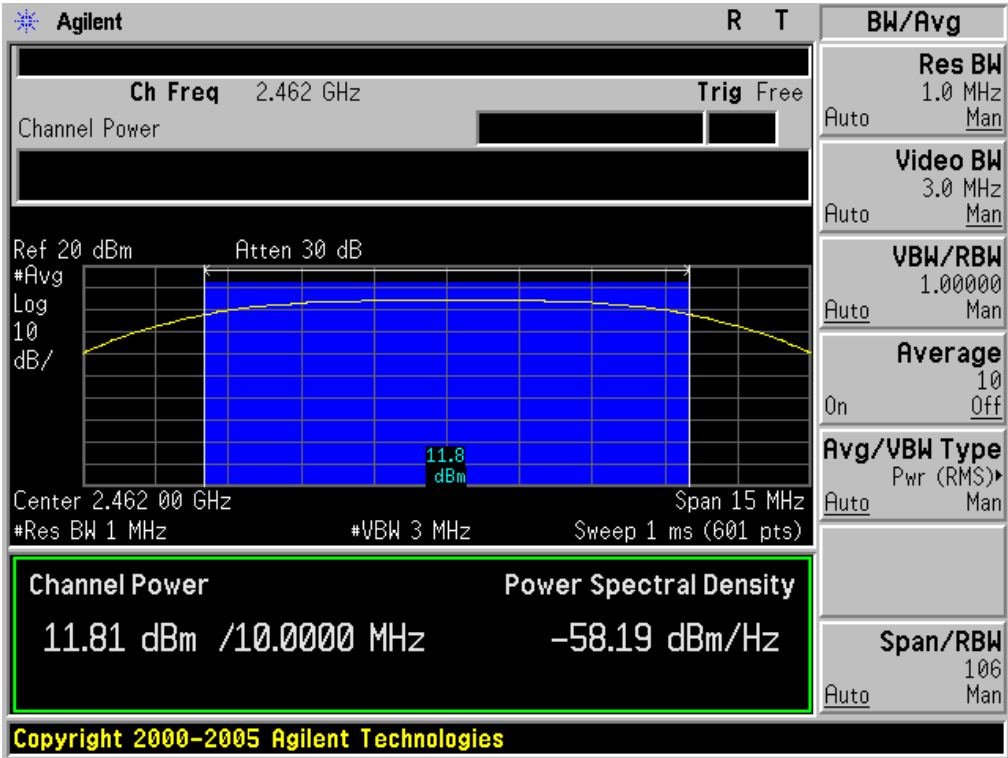 Agilent R T
Ch Freq 2.462 GHz Trig Free
Channel Power
Ref 20 dBm Atten 30 dB
#Avg
Log
10
dB/
11.8
dBm
Center 2.462 00 GHz Span 15 MHz
#Res BW 1 MHz #VBW 3 MHz Sweep 1 ms (601 pts)
Channel Power Power Spectral Density
11.81 dBm /10.0000 MHz -58.19 dBm/Hz
Copyright 2000-2005 Agilent Technologies
BW/Avg
Res BW
1.0 MHz
Auto Man
Video BW
3.0 MHz
Auto Man
VBW/RBW
1.00000
Auto Man
Average
10
On Off
Avg/VBW Type
Pwr (RMS)▸
Auto Man
Span/RBW
106
Auto Man